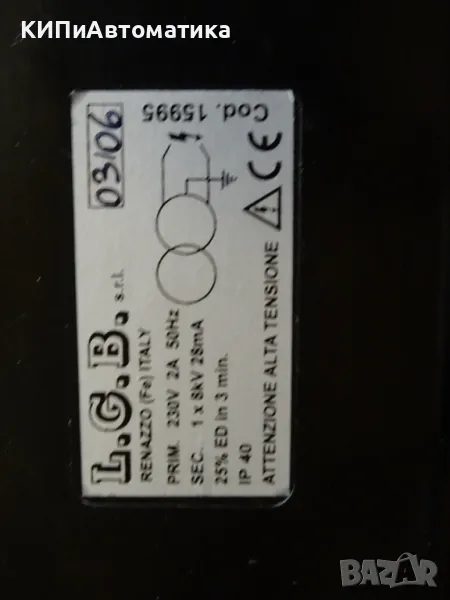 КИПиАвтоматика
L.G.B. s.r.l.
03/06
RENAZZO (Fe) ITALY
PRIM. 230V 2A 50Hz
SEC. 1 x 8kV 28mA
25% ED in 3 min.
IP 40
ATTENZIONE ALTA TENSIONE
CE
Cod. 15995
BAZAR